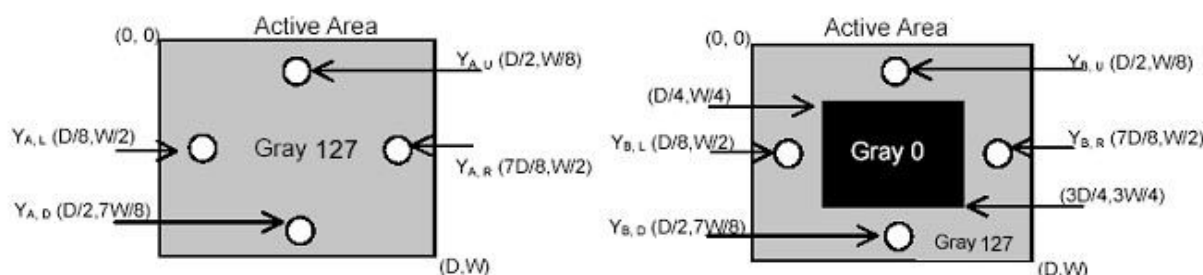 Active Area
(0, 0)
Y_A, U (D/2,W/8)
Y_A, L (D/8,W/2)
Gray 127
Y_A, R (7D/8,W/2)
Y_A, D (D/2,7W/8)
(D,W)
Active Area
(0, 0)
Y_B, U (D/2,W/8)
(D/4,W/4)
Y_B, L (D/8,W/2)
Gray 0
Y_B, R (7D/8,W/2)
(3D/4,3W/4)
Y_B, D (D/2,7W/8)
Gray 127
(D,W)